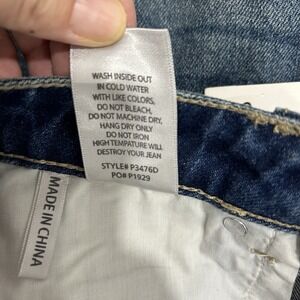 WASH INSIDE OUT
IN COLD WATER
WITH LIKE COLORS,
DO NOT BLEACH,
DO NOT MACHINE DRY,
HANG DRY ONLY
DO NOT IRON
HIGH TEMPATURE WILL
DESTROY YOUR JEAN
STYLE# P3476D
PO# P1929
MADE IN CHINA